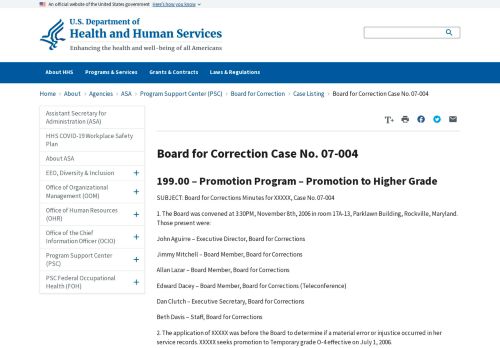 An official website of the United States government Here's how you know
U.S. Department of
Health and Human Services
Enhancing the health and well-being of all Americans
About HHS Programs & Services Grants & Contracts Laws & Regulations
Home > About > Agencies > ASA > Program Support Center (PSC) > Board for Correction > Case Listing > Board for Correction Case No. 07-004
Assistant Secretary for
Administration (ASA)
HHS COVID-19 Workplace Safety
Plan
About ASA
EEO, Diversity & Inclusion +
Office of Organizational
Management (OOM) +
Office of Human Resources
(OHR) +
Office of the Chief
Information Officer (OCIO) +
Program Support Center
(PSC) +
PSC Federal Occupational
Health (FOH) +
T+
Board for Correction Case No. 07-004
199.00 – Promotion Program – Promotion to Higher Grade
SUBJECT: Board for Corrections Minutes for XXXXX, Case No. 07-004
1. The Board was convened at 3:30PM, November 8th, 2006 in room 17A-13, Parklawn Building, Rockville, Maryland.
Those present were:
John Aguirre – Executive Director, Board for Corrections
Jimmy Mitchell – Board Member, Board for Corrections
Allan Lazar – Board Member, Board for Corrections
Edward Dacey – Board Member, Board for Corrections (Teleconference)
Dan Clutch – Executive Secretary, Board for Corrections
Beth Davis – Staff, Board for Corrections
2. The application of XXXXX was before the Board to determine if a material error or injustice occurred in her
service records. XXXXX seeks promotion to Temporary grade O-4 effective on July 1, 2006.